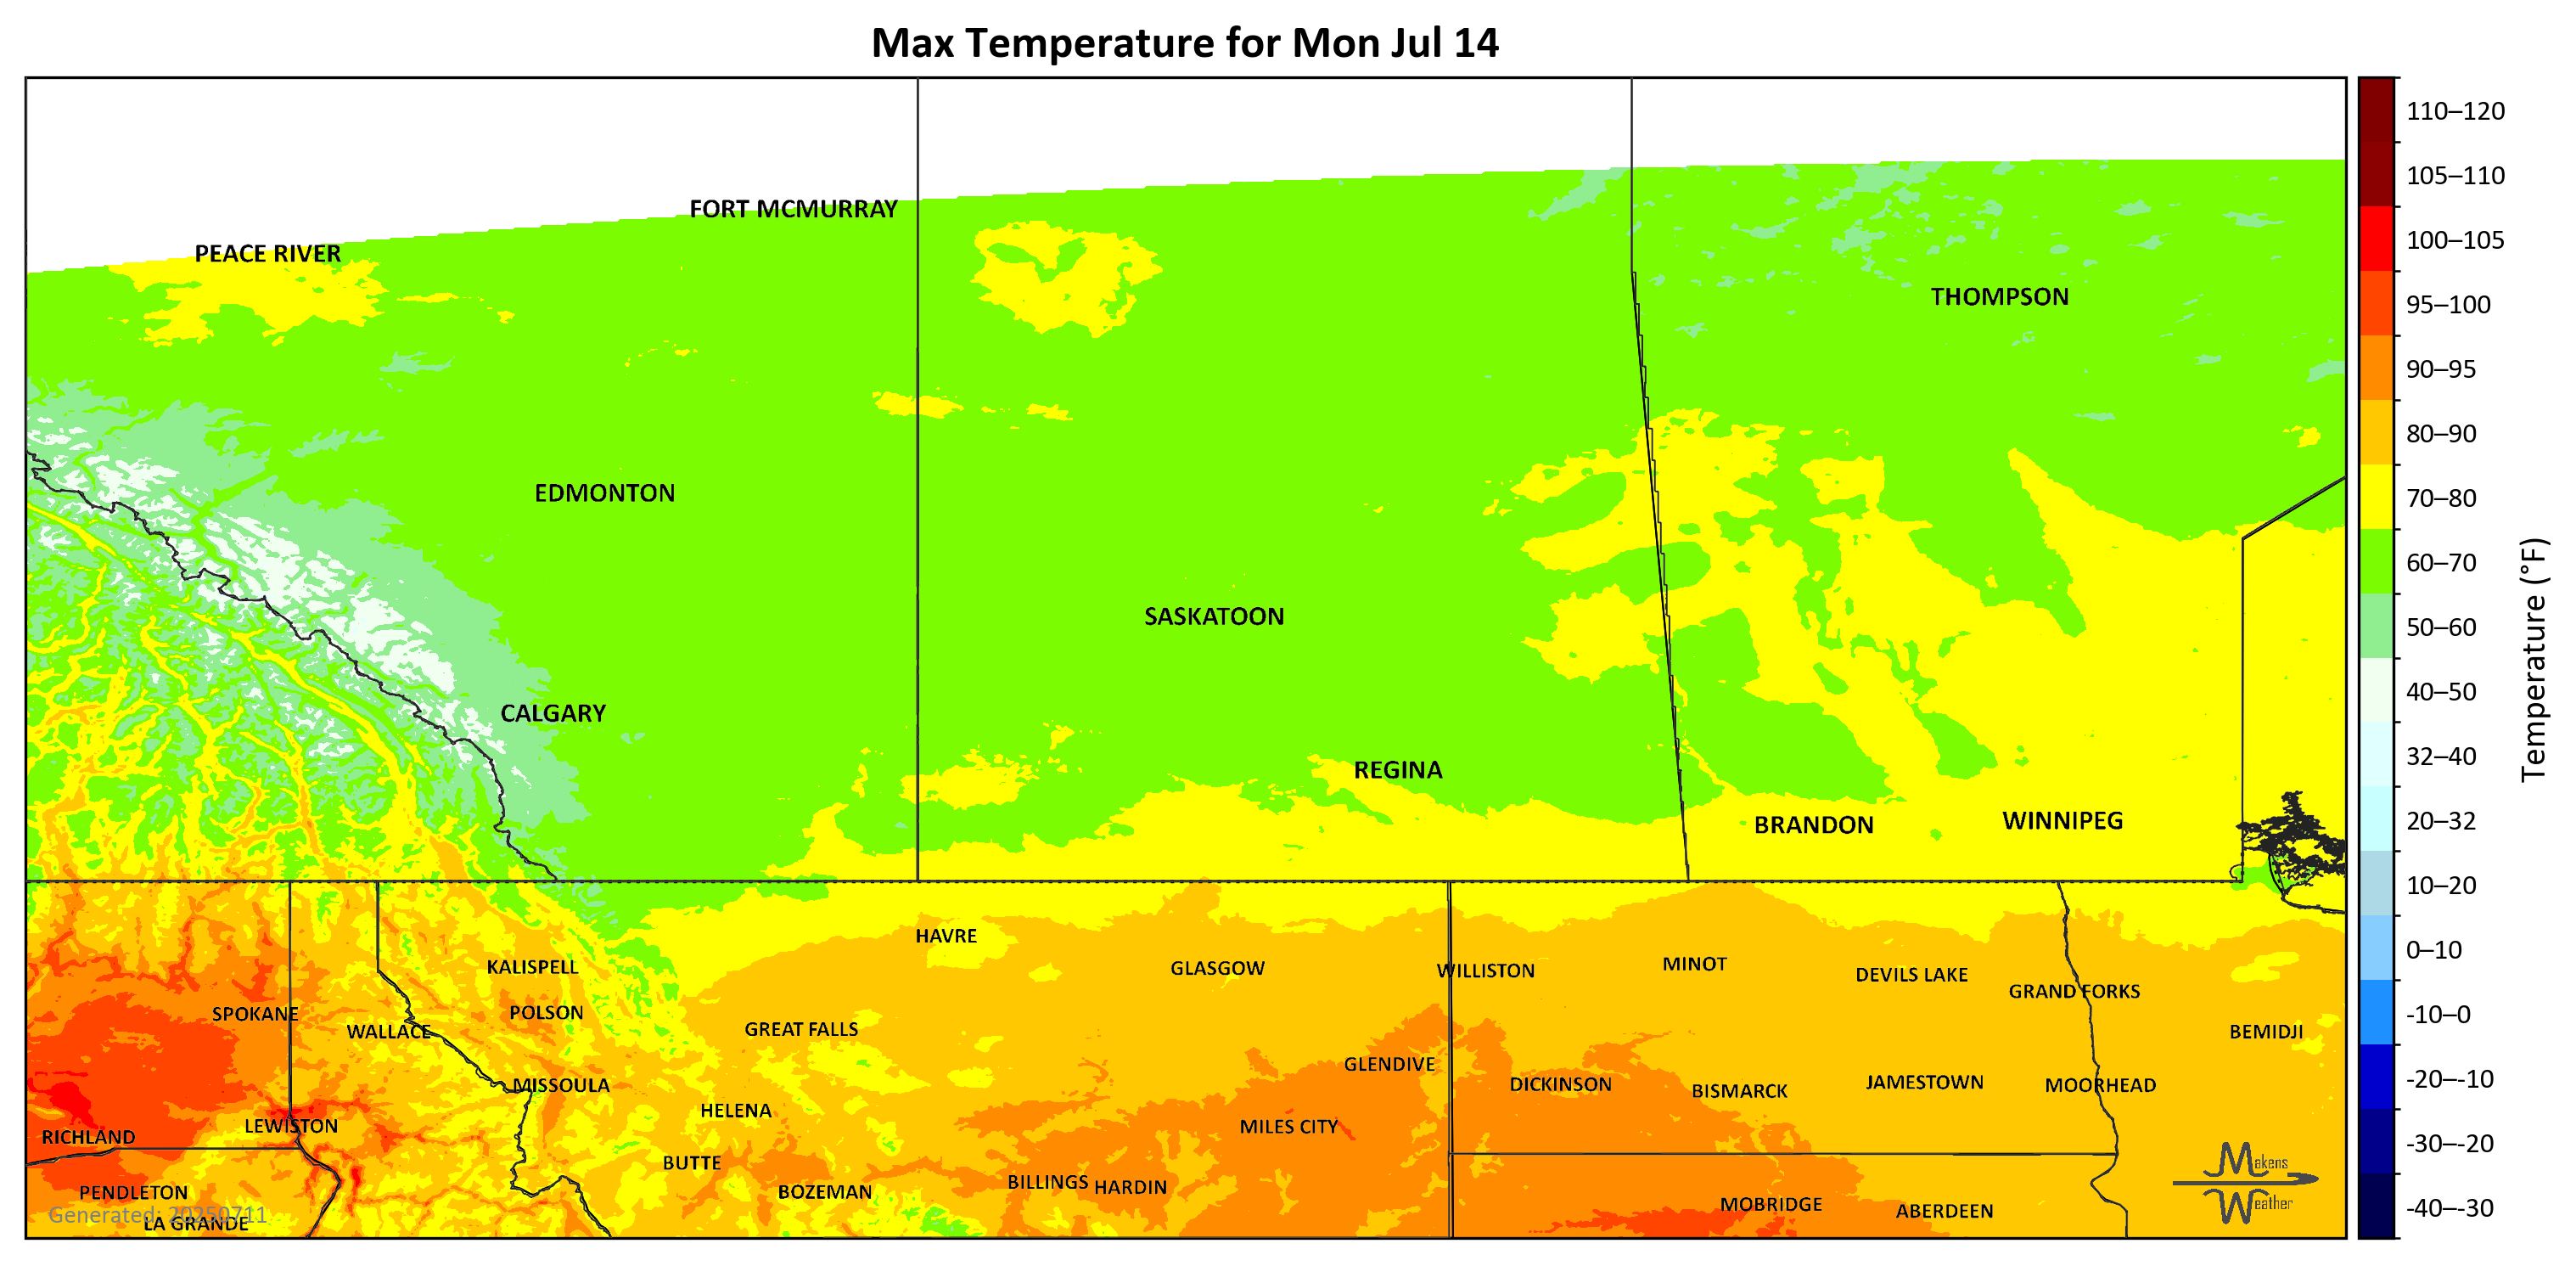 Max Temperature for Mon Jul 14
FORT MCMURRAY
PEACE RIVER
THOMPSON
EDMONTON
SASKATOON
CALGARY
REGINA
BRANDON
WINNIPEG
HAVRE
KALISPELL
GLASGOW
WILLISTON
MINOT
DEVILS LAKE
GRAND FORKS
SPOKANE
POLSON
WALLACE
GREAT FALLS
BEMIDJI
GLENDIVE
MISSOULA
DICKINSON
BISMARCK
JAMESTOWN
MOORHEAD
HELENA
LEWISTON
MILES CITY
RICHLAND
BUTTE
BILLINGS
HARDIN
PENDLETON
BOZEMAN
MOBRIDGE
ABERDEEN
LA GRANDE
Generated: 20250711
Makens
Weather
110–120
105–110
100–105
95–100
90–95
80–90
70–80
60–70
50–60
40–50
32–40
20–32
10–20
0–10
-10–0
-20–-10
-30–-20
-40–-30
Temperature (°F)